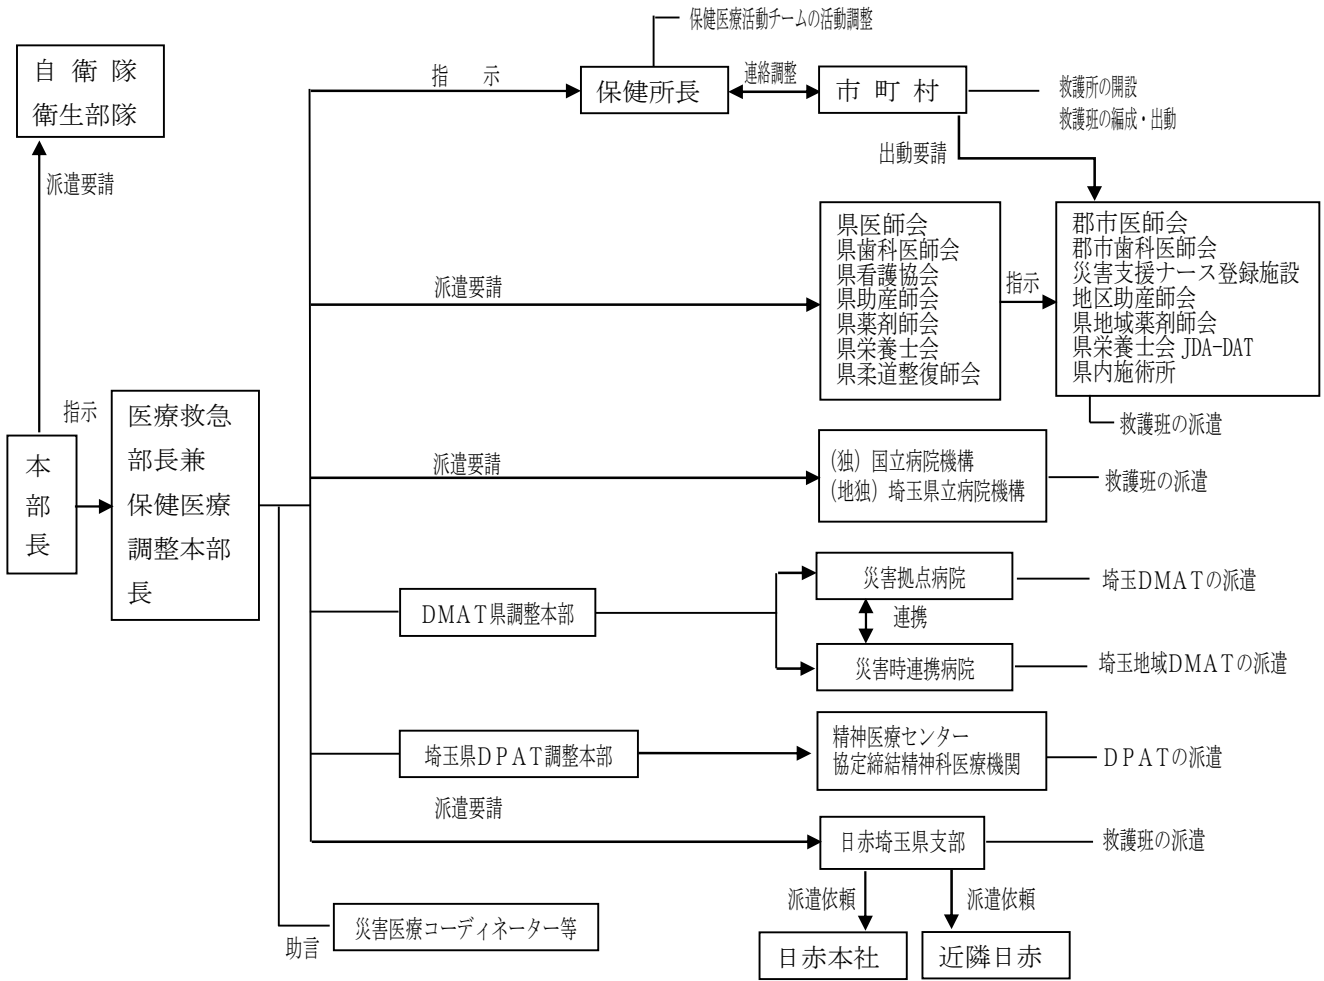 保健医療活動チームの活動調整
自 衛 隊
衛生部隊
派遣要請
指 示
保健所長
連絡調整
市 町 村
救護所の開設
救護班の編成・出動
出動要請
派遣要請
県医師会
県歯科医師会
県看護協会
県助産師会
県薬剤師会
県栄養士会
県柔道整復師会
指示
郡市医師会
郡市歯科医師会
災害支援ナース登録施設
地区助産師会
県地域薬剤師会
県栄養士会 JDA-DAT
県内施術所
救護班の派遣
指示
本
部
長
医療救急
部長兼
保健医療
調整本部
長
派遣要請
(独）国立病院機構
(地独）埼玉県立病院機構
救護班の派遣
ＤＭＡＴ県調整本部
災害拠点病院
埼玉ＤＭＡＴの派遣
連携
災害時連携病院
埼玉地域ＤＭＡＴの派遣
埼玉県ＤＰＡＴ調整本部
精神医療センター
協定締結精神科医療機関
ＤＰＡＴの派遣
派遣要請
日赤埼玉県支部
救護班の派遣
派遣依頼
派遣依頼
日赤本社
近隣日赤
災害医療コーディネーター等
助言